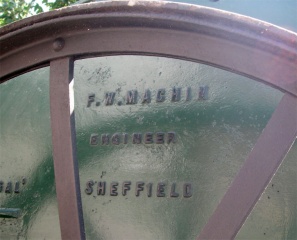 F. W. MACHIN
ENGINEER
SHEFFIELD